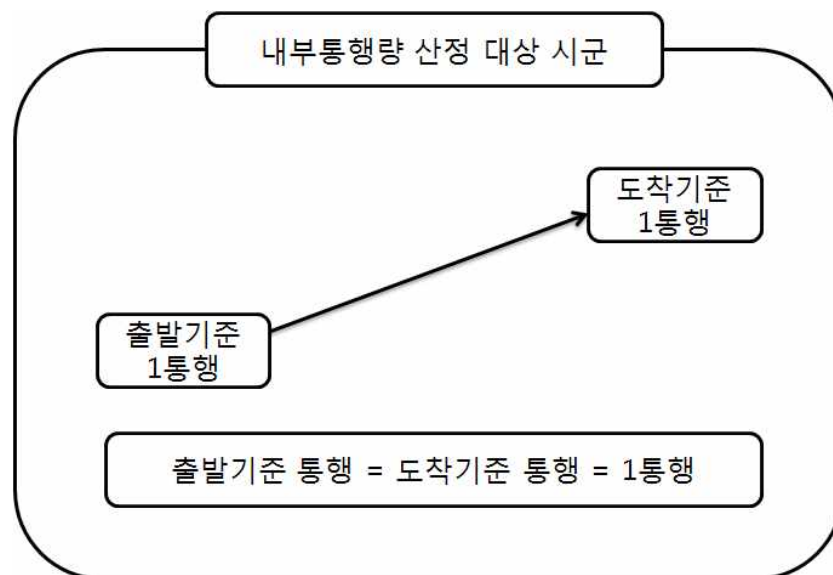 내부통행량 산정 대상 시군
도착기준
1통행
출발기준
1통행
출발기준 통행 = 도착기준 통행 = 1통행